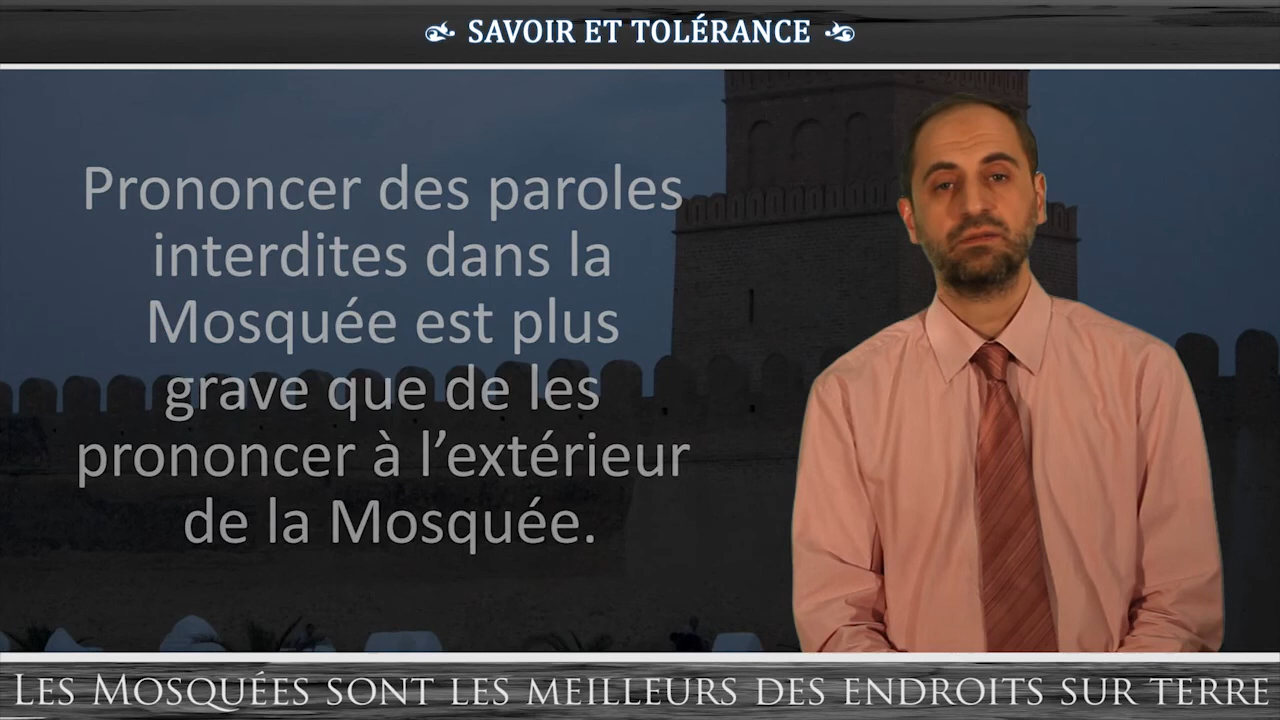 SAVOIR ET TOLÉRANCE
Prononcer des paroles
interdites dans la
Mosquée est plus
grave que de les
prononcer à l’extérieur
de la Mosquée.
Les Mosquées sont les meilleurs des endroits sur terre